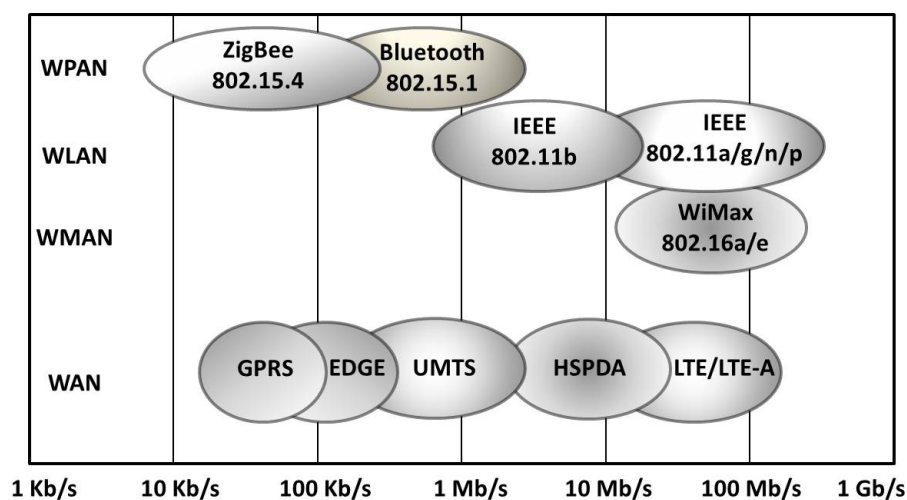 WPAN
ZigBee
802.15.4
Bluetooth
802.15.1
WLAN
IEEE
802.11b
IEEE
802.11a/g/n/p
WMAN
WiMax
802.16a/e
WAN
GPRS
EDGE
UMTS
HSPDA
LTE/LTE-A
1 Kb/s
10 Kb/s
100 Kb/s
1 Mb/s
10 Mb/s
100 Mb/s
1 Gb/s